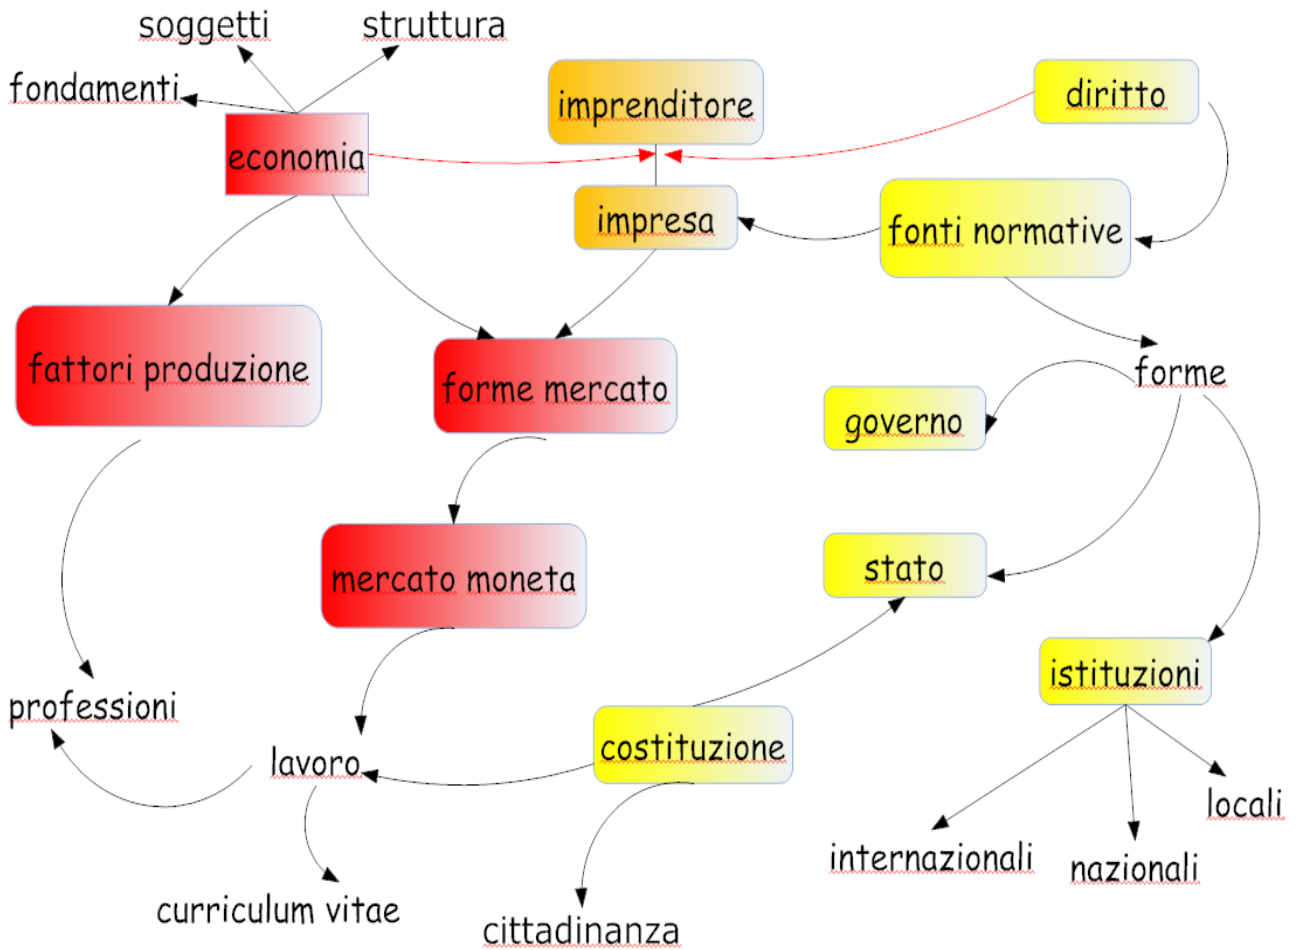 soggetti
struttura
fondamenti
imprenditore
diritto
economia
impresa
fonti normative
fattori produzione
forme mercato
forme
governo
mercato moneta
stato
istituzioni
professioni
lavoro
costituzione
locali
internazionali
nazionali
curriculum vitae
cittadinanza